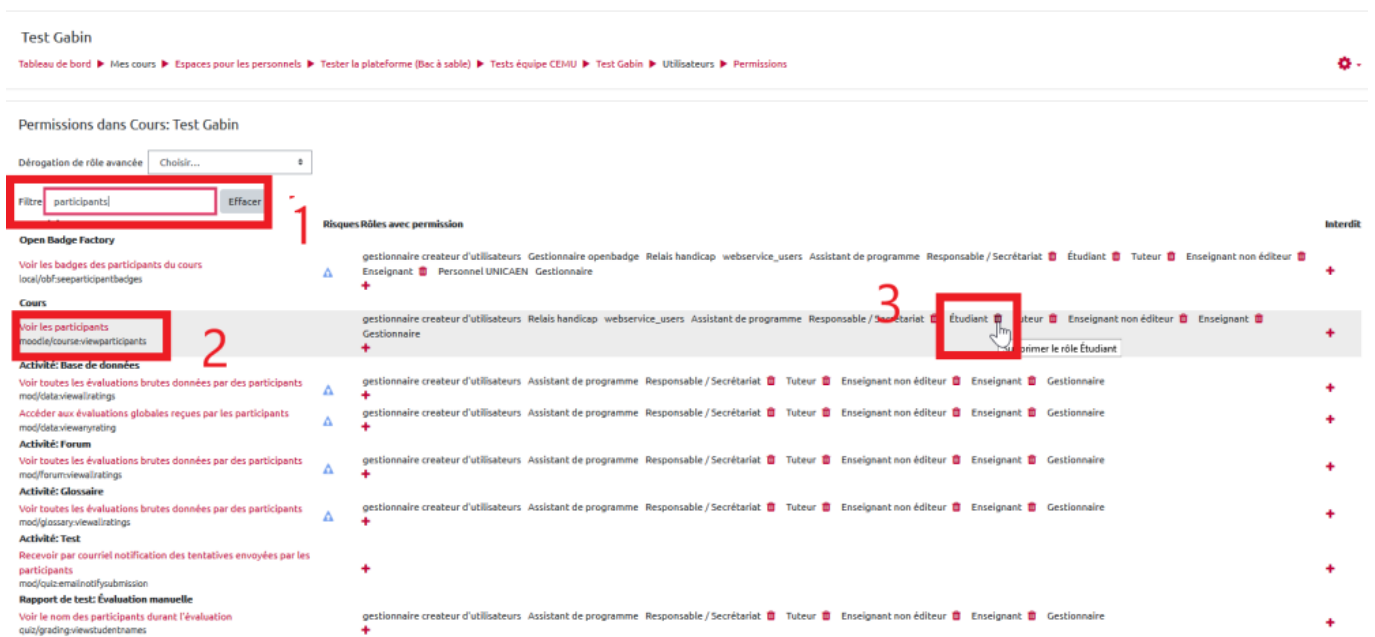 Test Gabin
Tableau de bord ▶ Mes cours ▶ Espaces pour les personnels ▶ Tester la plateforme (Bac à sable) ▶ Tests équipe CEMU ▶ Test Gabin ▶ Utilisateurs ▶ Permissions
Permissions dans Cours: Test Gabin
Dérogation de rôle avancée Choisir...
Filtre participants Effacer 1
Risques Rôles avec permission Interdit
Open Badge Factory
gestionnaire createur d'utilisateurs Gestionnaire openbadge Relais handicap webservice_users Assistant de programme Responsable / Secrétariat Étudiant Tuteur Enseignant non éditeur
Voir les badges des participants du cours
Enseignant Personnel UNICAEN Gestionnaire
local/obf:seeparticipentbadges
Cours
3
gestionnaire createur d'utilisateurs Relais handicap webservice_users Assistant de programme Responsable / Secrétariat Étudiant Enseignant non éditeur Enseignant
Voir les participants
Gestionnaire
moodle/course:viewparticipants
2
le rôle Étudiant
Activité: Base de données
Voir toutes les évaluations brutes données par des participants
gestionnaire createur d'utilisateurs Assistant de programme Responsable / Secrétariat Tuteur Enseignant non éditeur Enseignant Gestionnaire
mod/data:viewallratings
Accéder aux évaluations globales reçues par les participants
gestionnaire createur d'utilisateurs Assistant de programme Responsable / Secrétariat Tuteur Enseignant non éditeur Enseignant Gestionnaire
mod/data:viewanyrating
Activité: Forum
Voir toutes les évaluations brutes données par des participants
gestionnaire createur d'utilisateurs Assistant de programme Responsable / Secrétariat Tuteur Enseignant non éditeur Enseignant Gestionnaire
mod/forum:viewallratings
Activité: Glossaire
Voir toutes les évaluations brutes données par des participants
gestionnaire createur d'utilisateurs Assistant de programme Responsable / Secrétariat Tuteur Enseignant non éditeur Enseignant Gestionnaire
mod/glossary:viewallratings
Activité: Test
Recevoir par courriel notification des tentatives envoyées par les
participants
mod/quiz:emailnotifysubmission
Rapport de test: Évaluation manuelle
Voir le nom des participants durant l'évaluation
gestionnaire createur d'utilisateurs Assistant de programme Responsable / Secrétariat Tuteur Enseignant non éditeur Enseignant Gestionnaire
quiz/grading:viewstudentnames